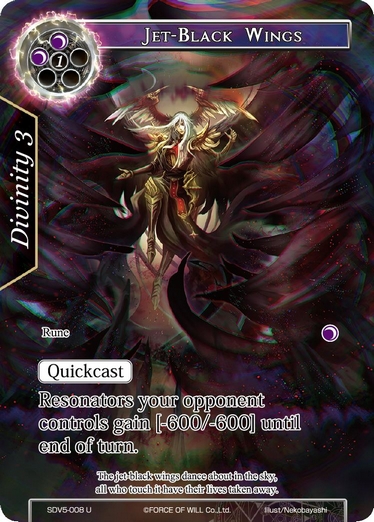 Jet-Black Wings
1
Divinity 3
Rune
Quickcast
Resonators your opponent
controls gain [-600/-600] until
end of turn.
The jet-black wings dance about in the sky,
all who touch it have their lives taken away.
SDV5-008 U ©FORCE OF WILL Co.,Ltd. Illust/Nekobayashi